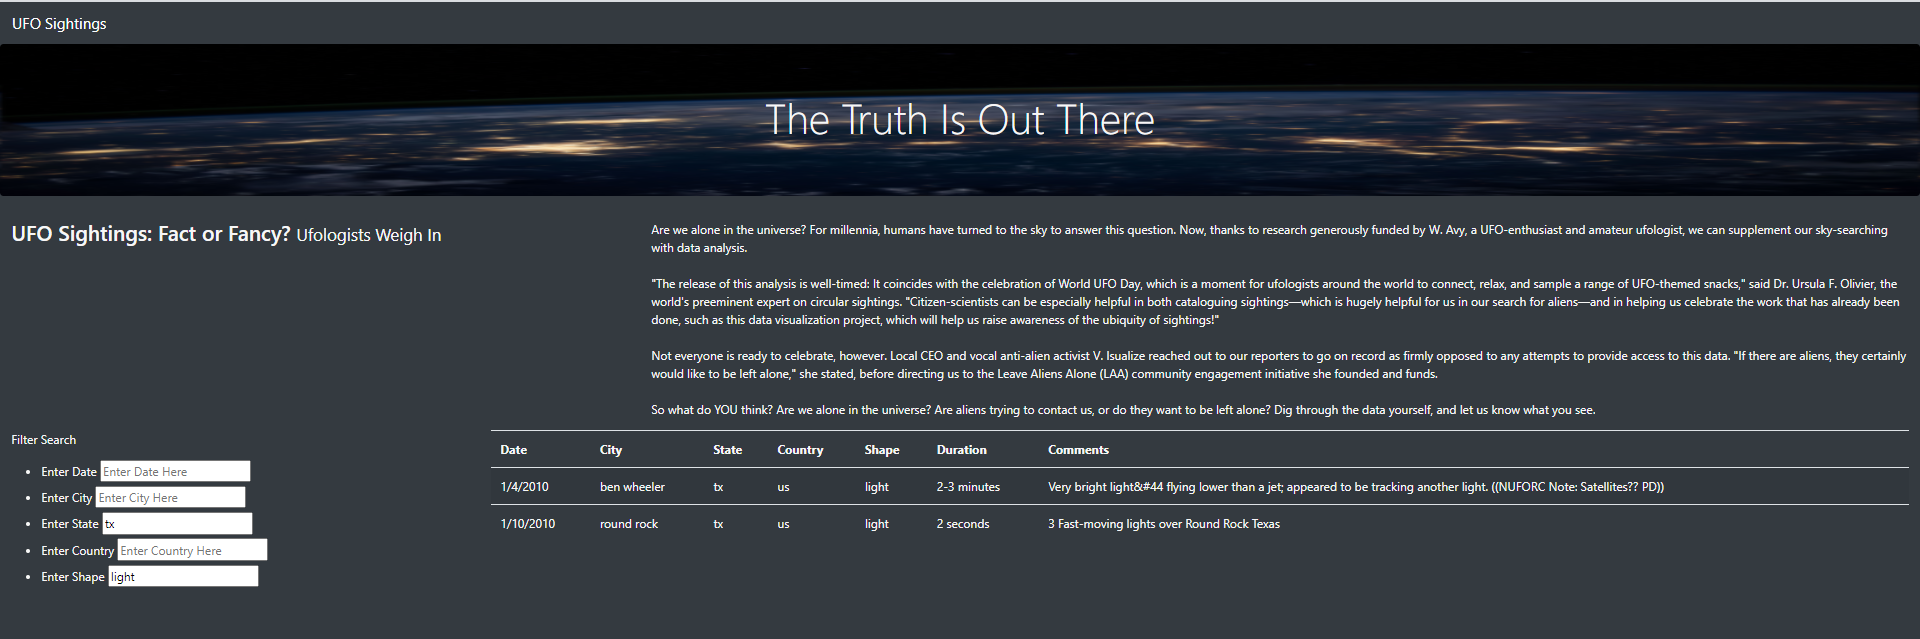 UFO Sightings
The Truth Is Out There
UFO Sightings: Fact or Fancy? Ufologists Weigh In
Are we alone in the universe? For millennia, humans have turned to the sky to answer this question. Now, thanks to research generously funded by W. Avy, a UFO-enthusiast and amateur ufologist, we can supplement our sky-searching
with data analysis.
"The release of this analysis is well-timed: It coincides with the celebration of World UFO Day, which is a moment for ufologists around the world to connect, relax, and sample a range of UFO-themed snacks," said Dr. Ursula F. Olivier, the
world's preeminent expert on circular sightings. "Citizen-scientists can be especially helpful in both cataloguing sightings—which is hugely helpful for us in our search for aliens—and in helping us celebrate the work that has already been
done, such as this data visualization project, which will help us raise awareness of the ubiquity of sightings!"
Not everyone is ready to celebrate, however. Local CEO and vocal anti-alien activist V. Isualize reached out to our reporters to go on record as firmly opposed to any attempts to provide access to this data. "If there are aliens, they certainly
would like to be left alone," she stated, before directing us to the Leave Aliens Alone (LAA) community engagement initiative she founded and funds.
So what do YOU think? Are we alone in the universe? Are aliens trying to contact us, or do they want to be left alone? Dig through the data yourself, and let us know what you see.
Filter Search
Enter Date Enter Date Here
Enter City Enter City Here
Enter State tx
Enter Country Enter Country Here
Enter Shape light
Date City State Country Shape Duration Comments
1/4/2010 ben wheeler tx us light 2-3 minutes Very bright light&#44 flying lower than a jet; appeared to be tracking another light. ((NUFORC Note: Satellites?? PD))
1/10/2010 round rock tx us light 2 seconds 3 Fast-moving lights over Round Rock Texas